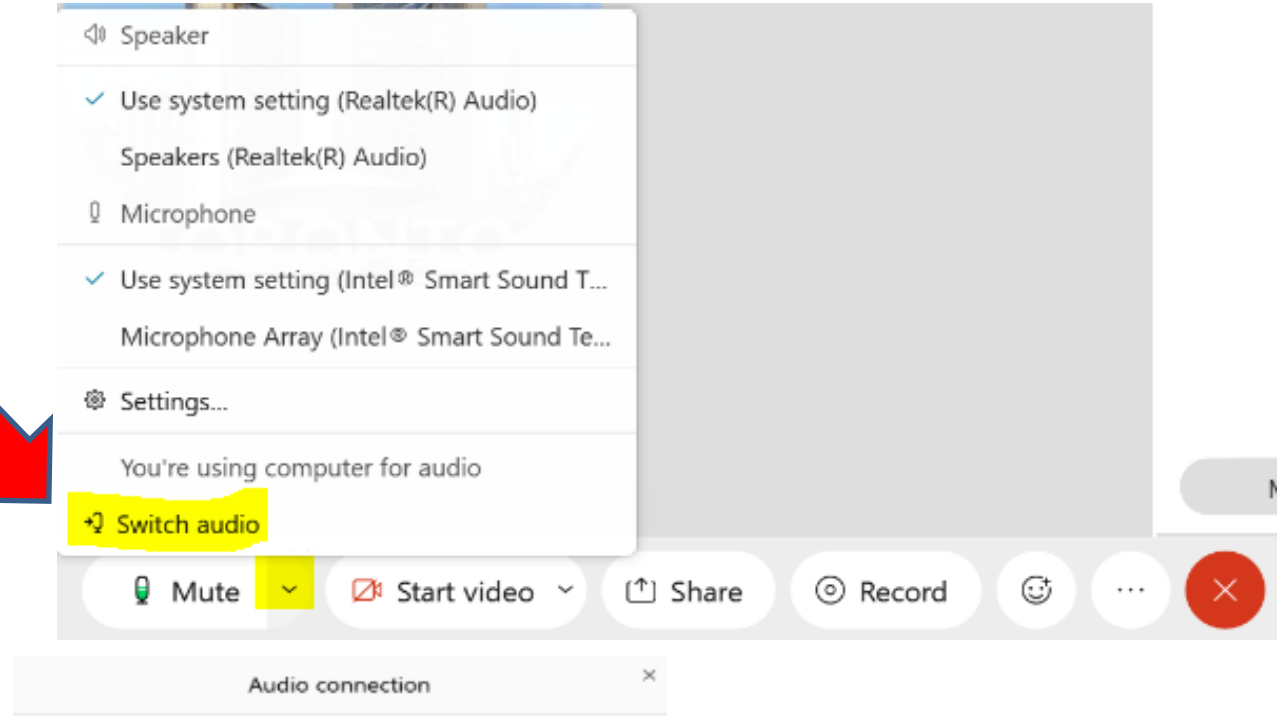 Speaker
Use system setting (Realtek(R) Audio)
Speakers (Realtek(R) Audio)
Microphone
TORONTO
Use system setting (Intel® Smart Sound T...
Microphone Array (Intel® Smart Sound Te...
Settings...
You're using computer for audio
Switch audio
Mute Start video Share Record
Audio connection